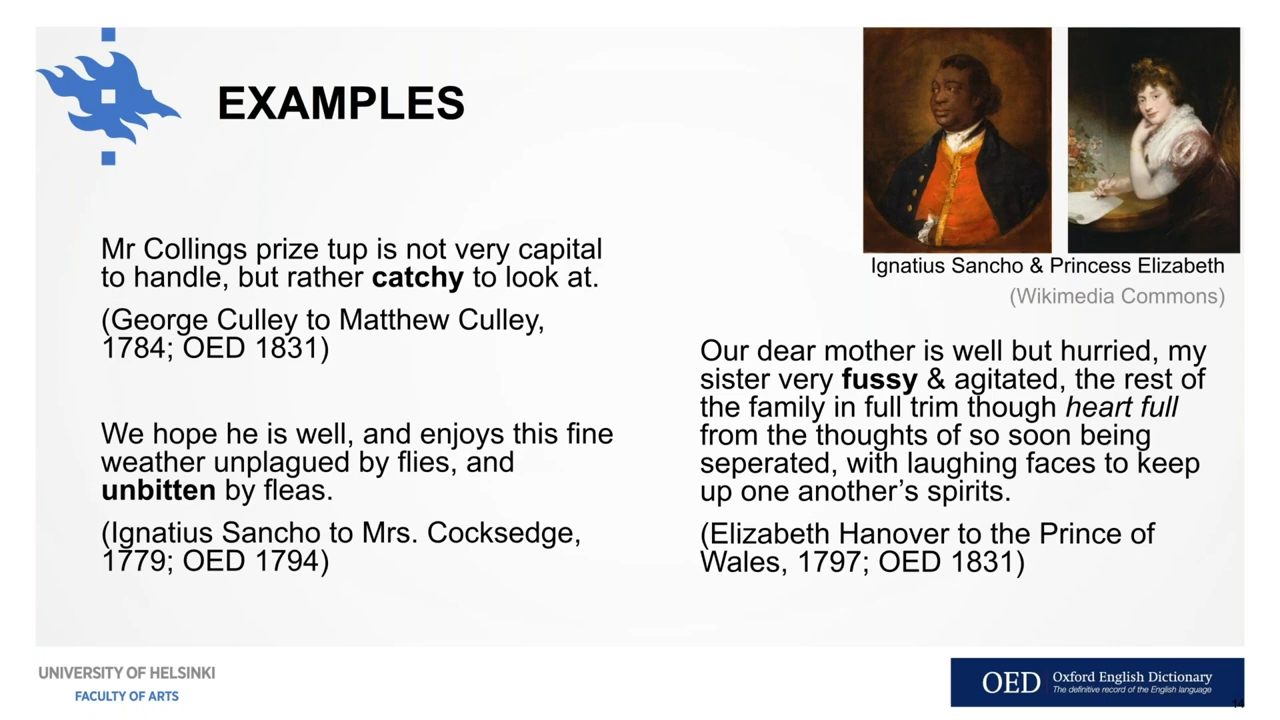 EXAMPLES
Mr Collings prize tup is not very capital
to handle, but rather catchy to look at.
(George Culley to Matthew Culley,
1784; OED 1831)
We hope he is well, and enjoys this fine
weather unplagued by flies, and
unbitten by fleas.
(Ignatius Sancho to Mrs. Cocksedge,
1779; OED 1794)
Ignatius Sancho & Princess Elizabeth
(Wikimedia Commons)
Our dear mother is well but hurried, my
sister very fussy & agitated, the rest of
the family in full trim though heart full
from the thoughts of so soon being
seperated, with laughing faces to keep
up one another’s spirits.
(Elizabeth Hanover to the Prince of
Wales, 1797; OED 1831)
UNIVERSITY OF HELSINKI
FACULTY OF ARTS
OED Oxford English Dictionary
The definitive record of the English language